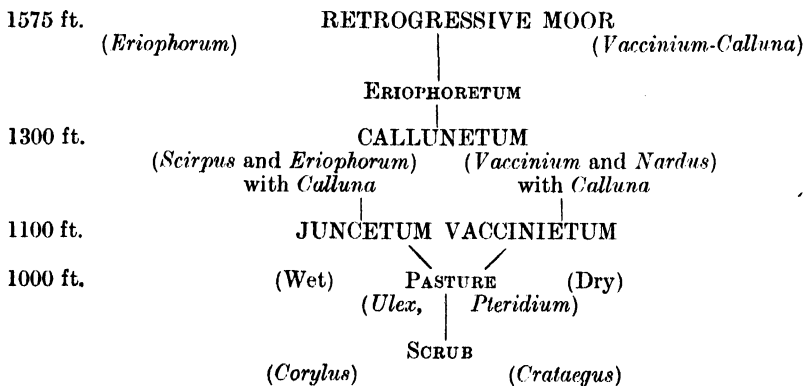 1575 ft. RETROGRESSIVE MOOR
(Eriophorum) (Vaccinium-Calluna)
ERIOPHORETUM
1300 ft. CALLUNETUM
(Scirpus and Eriophorum) (Vaccinium and Nardus)
with Calluna with Calluna
1100 ft. JUNCETUM VACCINIETUM
1000 ft. (Wet) PASTURE (Dry)
(Ulex, Pteridium)
SCRUB
(Corylus) (Crataegus)